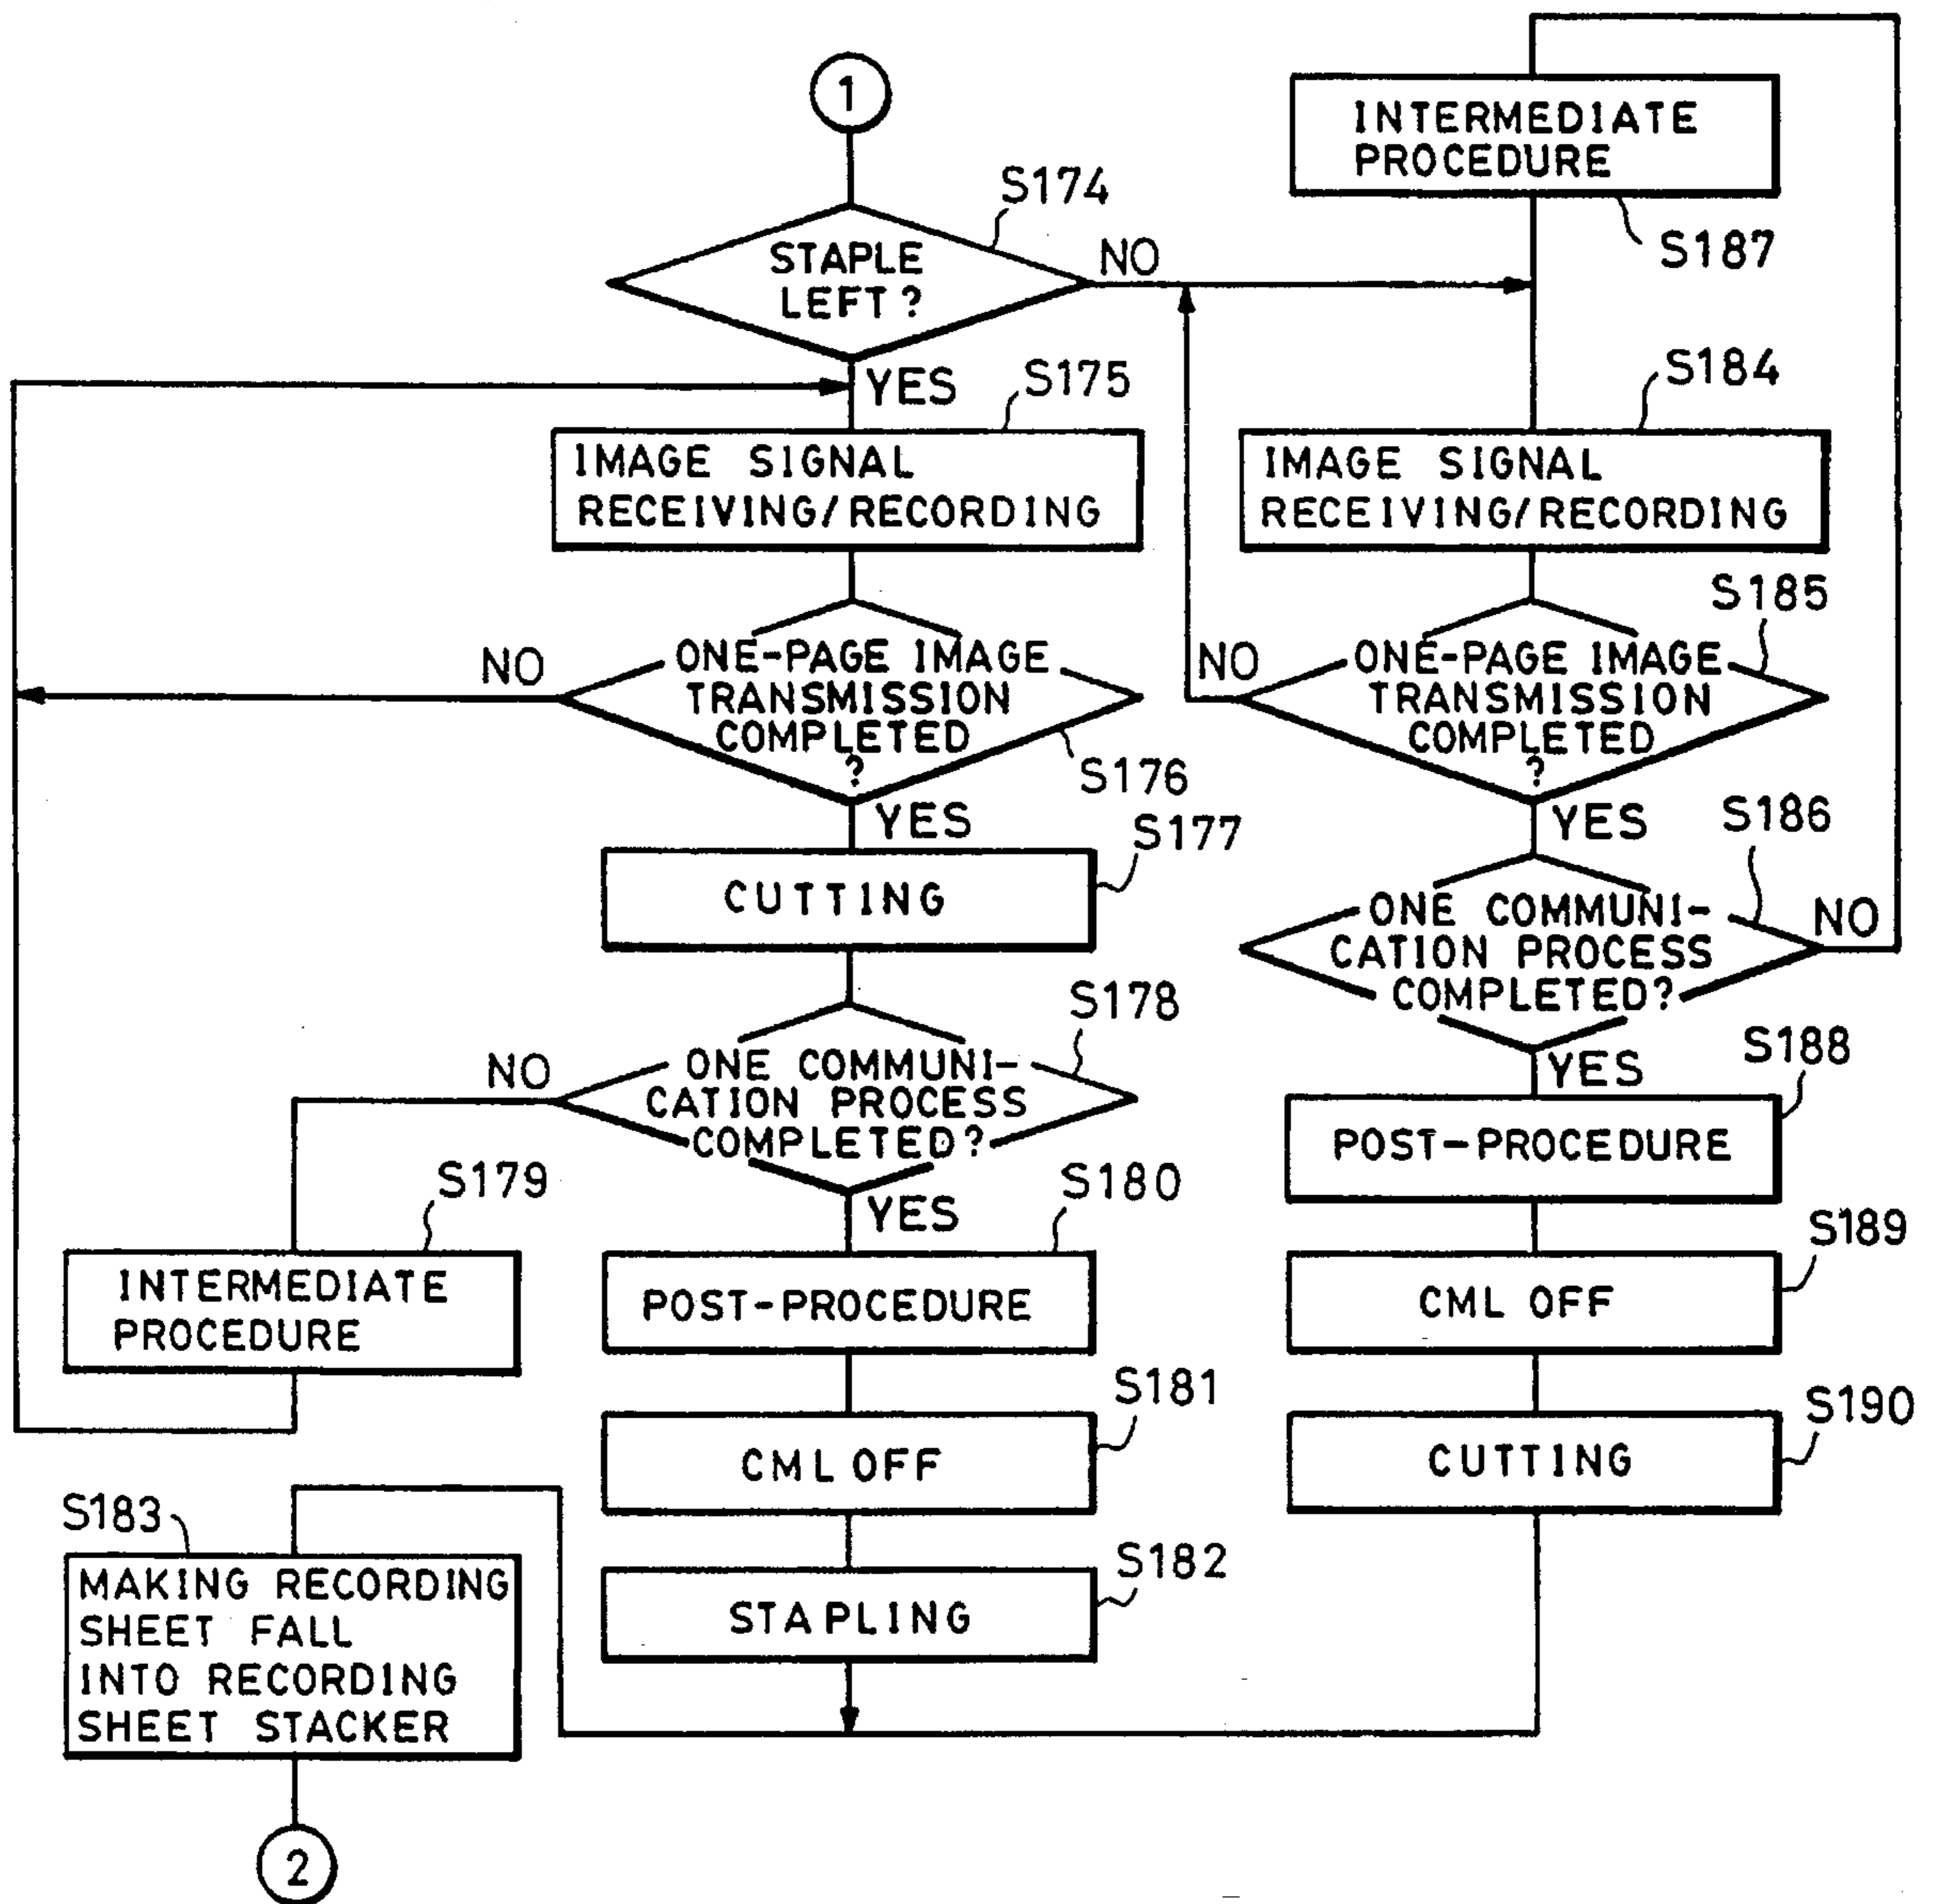 1
STAPLE
LEFT?
S174
NO
YES
S175
IMAGE SIGNAL
RECEIVING/RECORDING
ONE-PAGE IMAGE
TRANSMISSION
COMPLETED
?
NO
S176
YES
S177
CUTTING
S178
ONE COMMUNI-
CATION PROCESS
COMPLETED?
NO
S179
INTERMEDIATE
PROCEDURE
YES
S180
POST-PROCEDURE
S181
CML OFF
S182
STAPLING
S183
MAKING RECORDING
SHEET FALL
INTO RECORDING
SHEET STACKER
2
INTERMEDIATE
PROCEDURE
S187
S184
IMAGE SIGNAL
RECEIVING/RECORDING
S185
NO
ONE-PAGE IMAGE
TRANSMISSION
COMPLETED
?
YES
S186
ONE COMMUNI-
CATION PROCESS
COMPLETED?
NO
YES
S188
POST-PROCEDURE
S189
CML OFF
S190
CUTTING